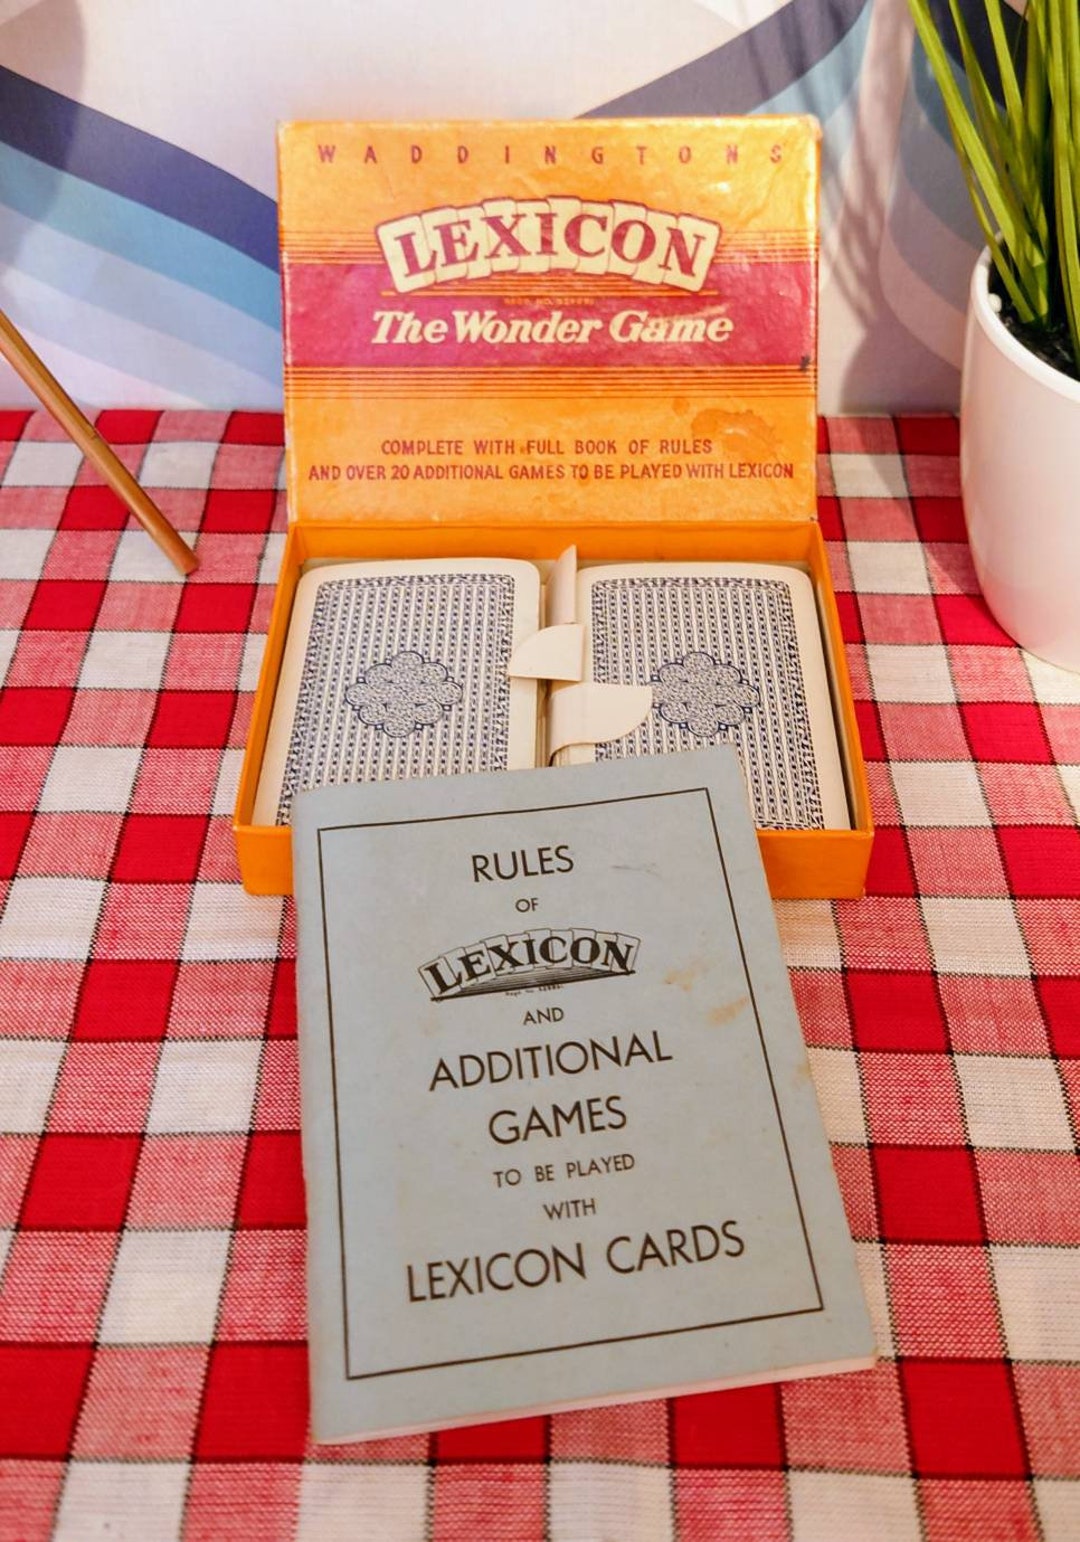 WADDINGTONS
LEXICON
The Wonder Game
COMPLETE WITH FULL BOOK OF RULES
AND OVER 20 ADDITIONAL GAMES TO BE PLAYED WITH LEXICON
RULES
OF
LEXICON
AND
ADDITIONAL
GAMES
TO BE PLAYED
WITH
LEXICON CARDS